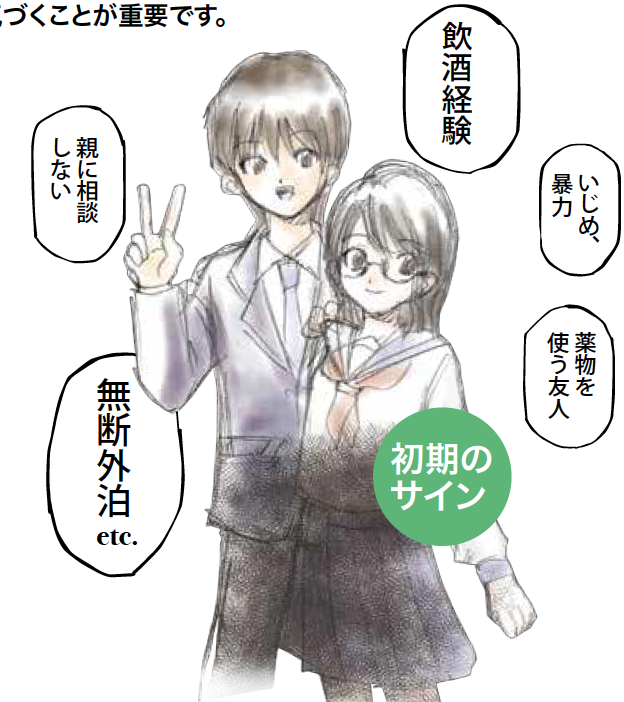 づくことが重要です。
飲酒経験
親に相談
しない
いじめ、
暴力
薬物を
使う友人
無断外泊
etc.
初期の
サイン